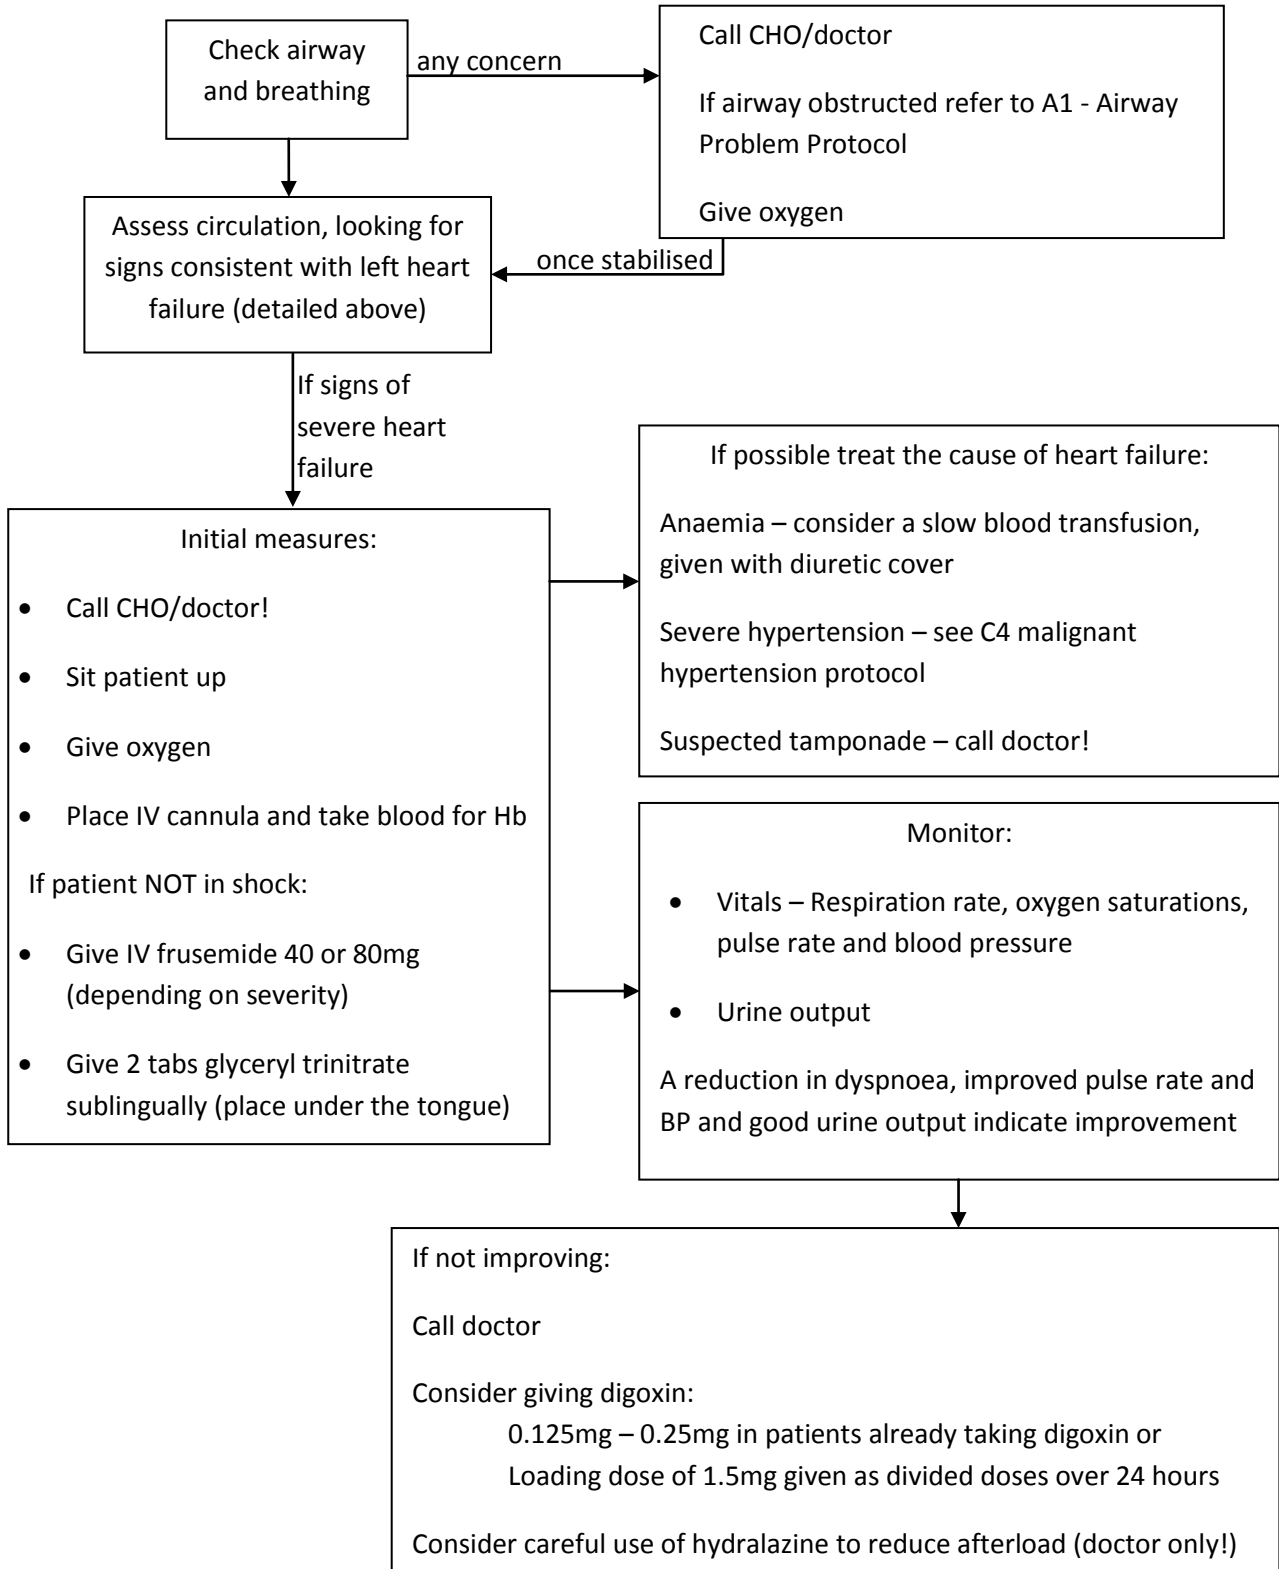 Check airway
and breathing
any concern
Call CHO/doctor
If airway obstructed refer to A1 - Airway
Problem Protocol
Give oxygen
once stabilised
Assess circulation, looking for
signs consistent with left heart
failure (detailed above)
If signs of
severe heart
failure
Initial measures:
• Call CHO/doctor!
• Sit patient up
• Give oxygen
• Place IV cannula and take blood for Hb
If patient NOT in shock:
• Give IV frusemide 40 or 80mg
(depending on severity)
• Give 2 tabs glyceryl trinitrate
sublingually (place under the tongue)
If possible treat the cause of heart failure:
Anaemia – consider a slow blood transfusion,
given with diuretic cover
Severe hypertension – see C4 malignant
hypertension protocol
Suspected tamponade – call doctor!
Monitor:
• Vitals – Respiration rate, oxygen saturations,
pulse rate and blood pressure
• Urine output
A reduction in dyspnoea, improved pulse rate and
BP and good urine output indicate improvement
If not improving:
Call doctor
Consider giving digoxin:
0.125mg – 0.25mg in patients already taking digoxin or
Loading dose of 1.5mg given as divided doses over 24 hours
Consider careful use of hydralazine to reduce afterload (doctor only!)